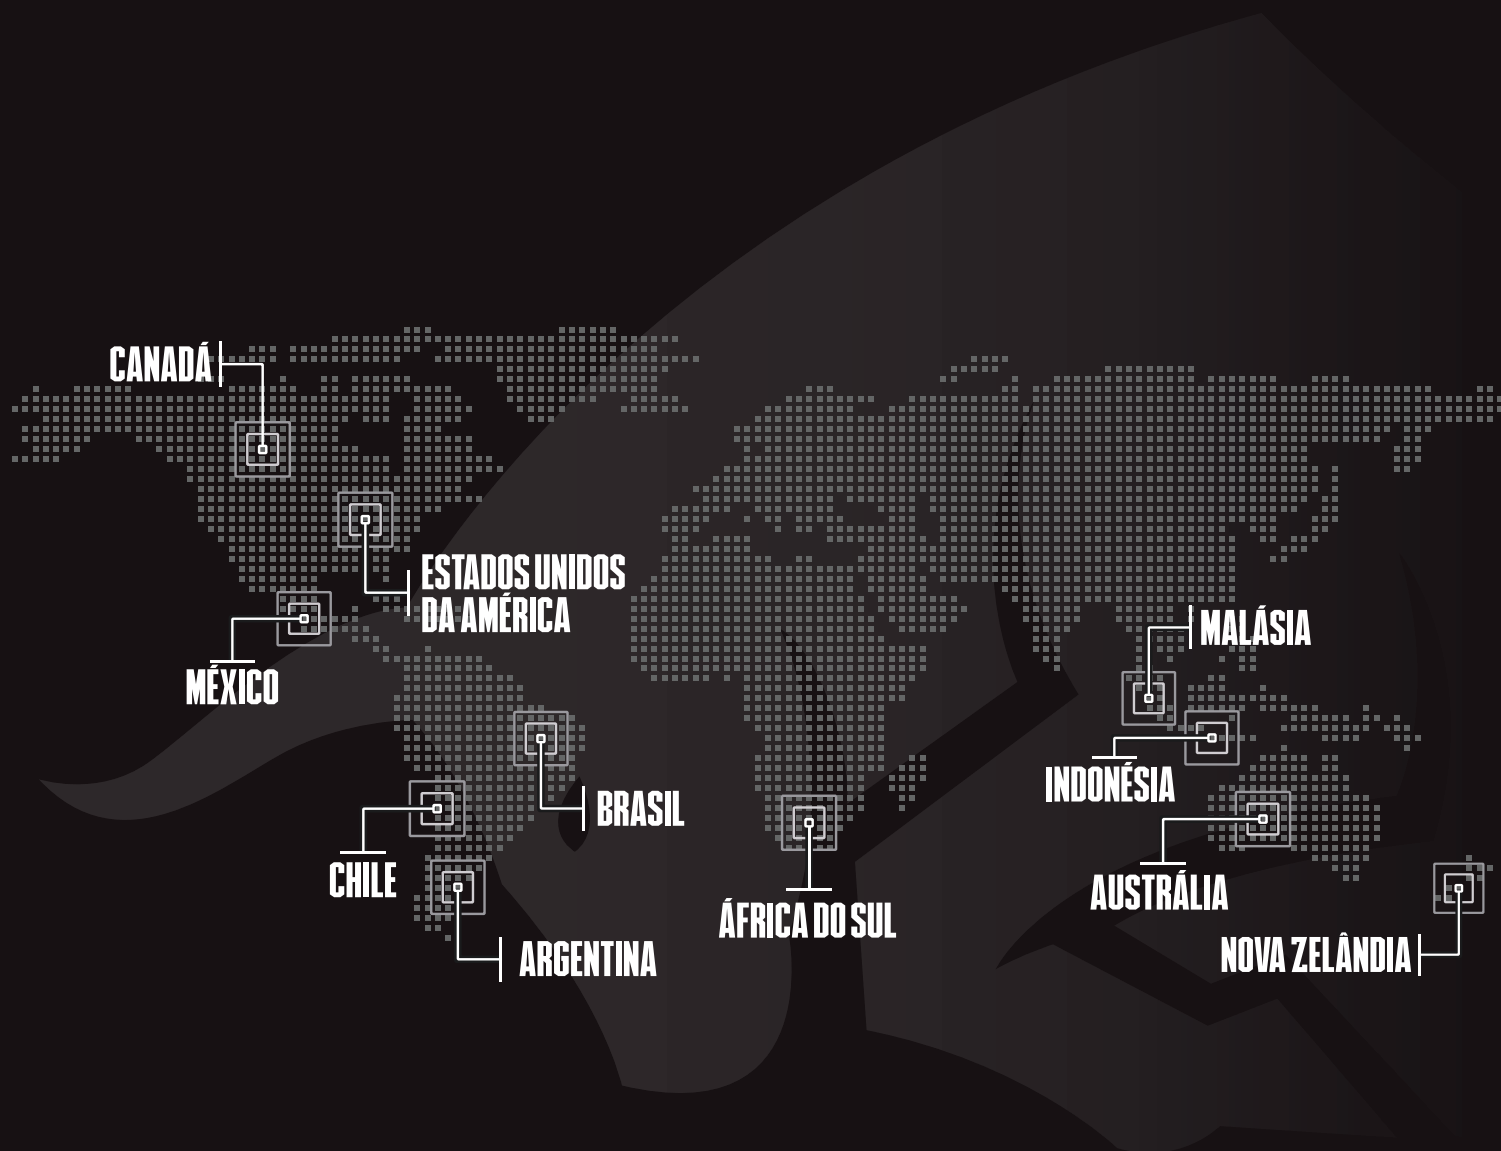 CANADÁ
ESTADOS UNIDOS
DA AMÉRICA
MALÁSIA
MÉXICO
INDONÉSIA
BRASIL
CHILE
AUSTRÁLIA
ÁFRICA DO SUL
ARGENTINA
NOVA ZELÂNDIA